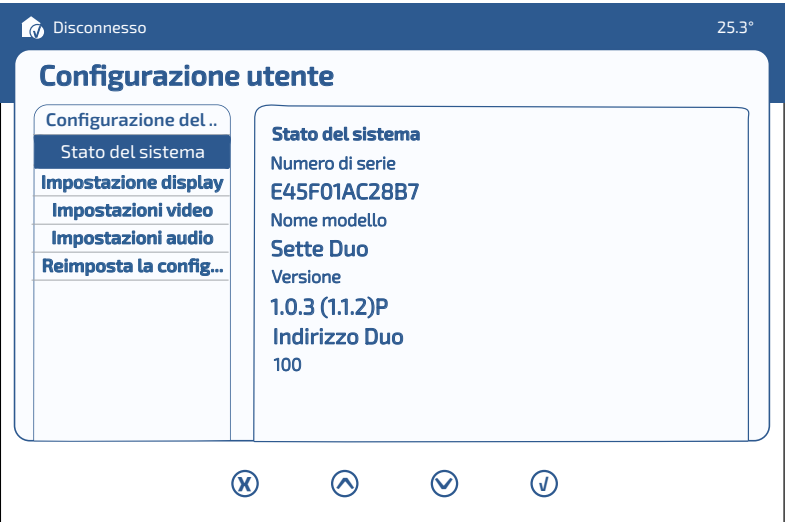 Disconnesso
25.3°
Configurazione utente
Configurazione del ..
Stato del sistema
Impostazione display
Impostazioni video
Impostazioni audio
Reimposta la config...
Stato del sistema
Numero di serie
E45F01AC28B7
Nome modello
Sette Duo
Versione
1.0.3 (1.1.2)P
Indirizzo Duo
100